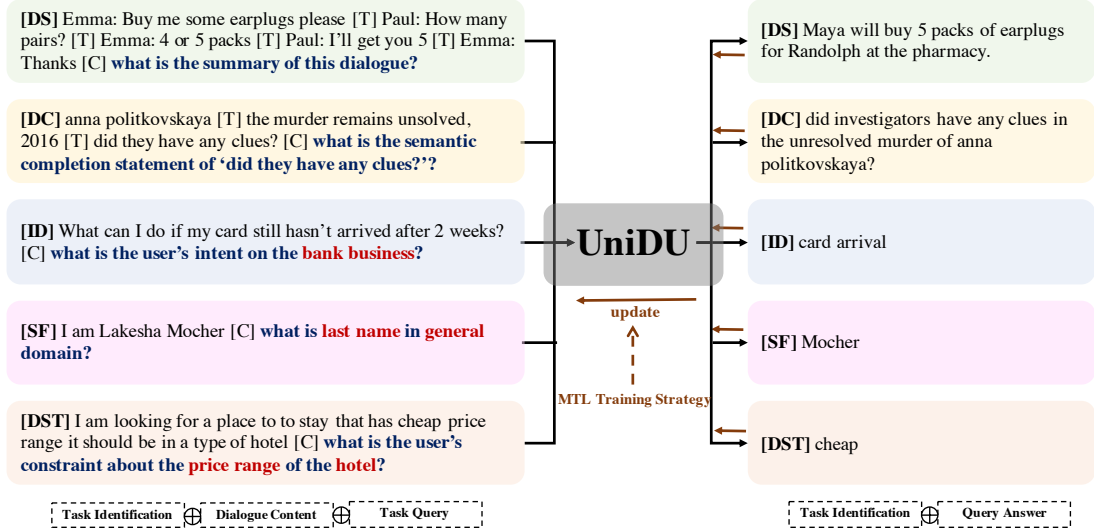 [DS] Emma: Buy me some earplugs please [T] Paul: How many
pairs? [T] Emma: 4 or 5 packs [T] Paul: I'll get you 5 [T] Emma:
Thanks [C] what is the summary of this dialogue?
[DC] anna politkovskaya [T] the murder remains unsolved,
2016 [T] did they have any clues? [C] what is the semantic
completion statement of 'did they have any clues?'?
[ID] What can I do if my card still hasn't arrived after 2 weeks?
[C] what is the user's intent on the bank business?
[SF] I am Lakesha Mocher [C] what is last name in general
domain?
[DST] I am looking for a place to to stay that has cheap price
range it should be in a type of hotel [C] what is the user's
constraint about the price range of the hotel?
Task Identification ⊕ Dialogue Content ⊕ Task Query
UniDU
update
MTL Training Strategy
[DS] Maya will buy 5 packs of earplugs
for Randolph at the pharmacy.
[DC] did investigators have any clues in
the unresolved murder of anna
politkovskaya?
[ID] card arrival
[SF] Mocher
[DST] cheap
Task Identification ⊕ Query Answer